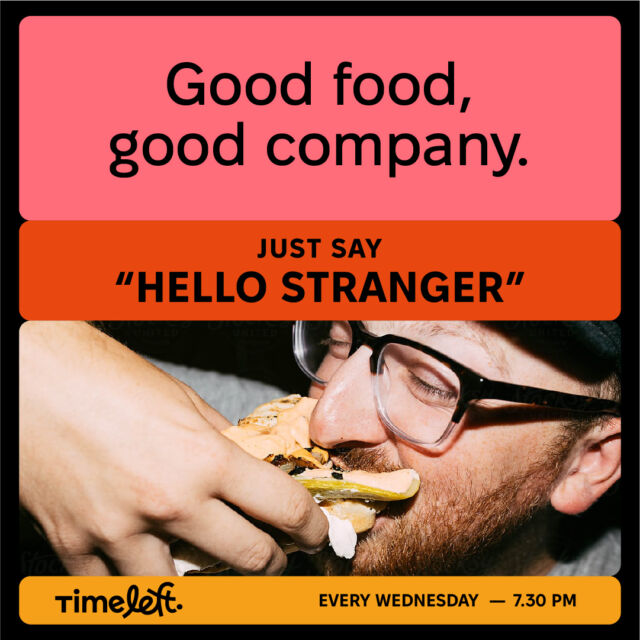 Good food,
good company.
JUST SAY
“HELLO STRANGER”
Timeleft.
EVERY WEDNESDAY — 7.30 PM